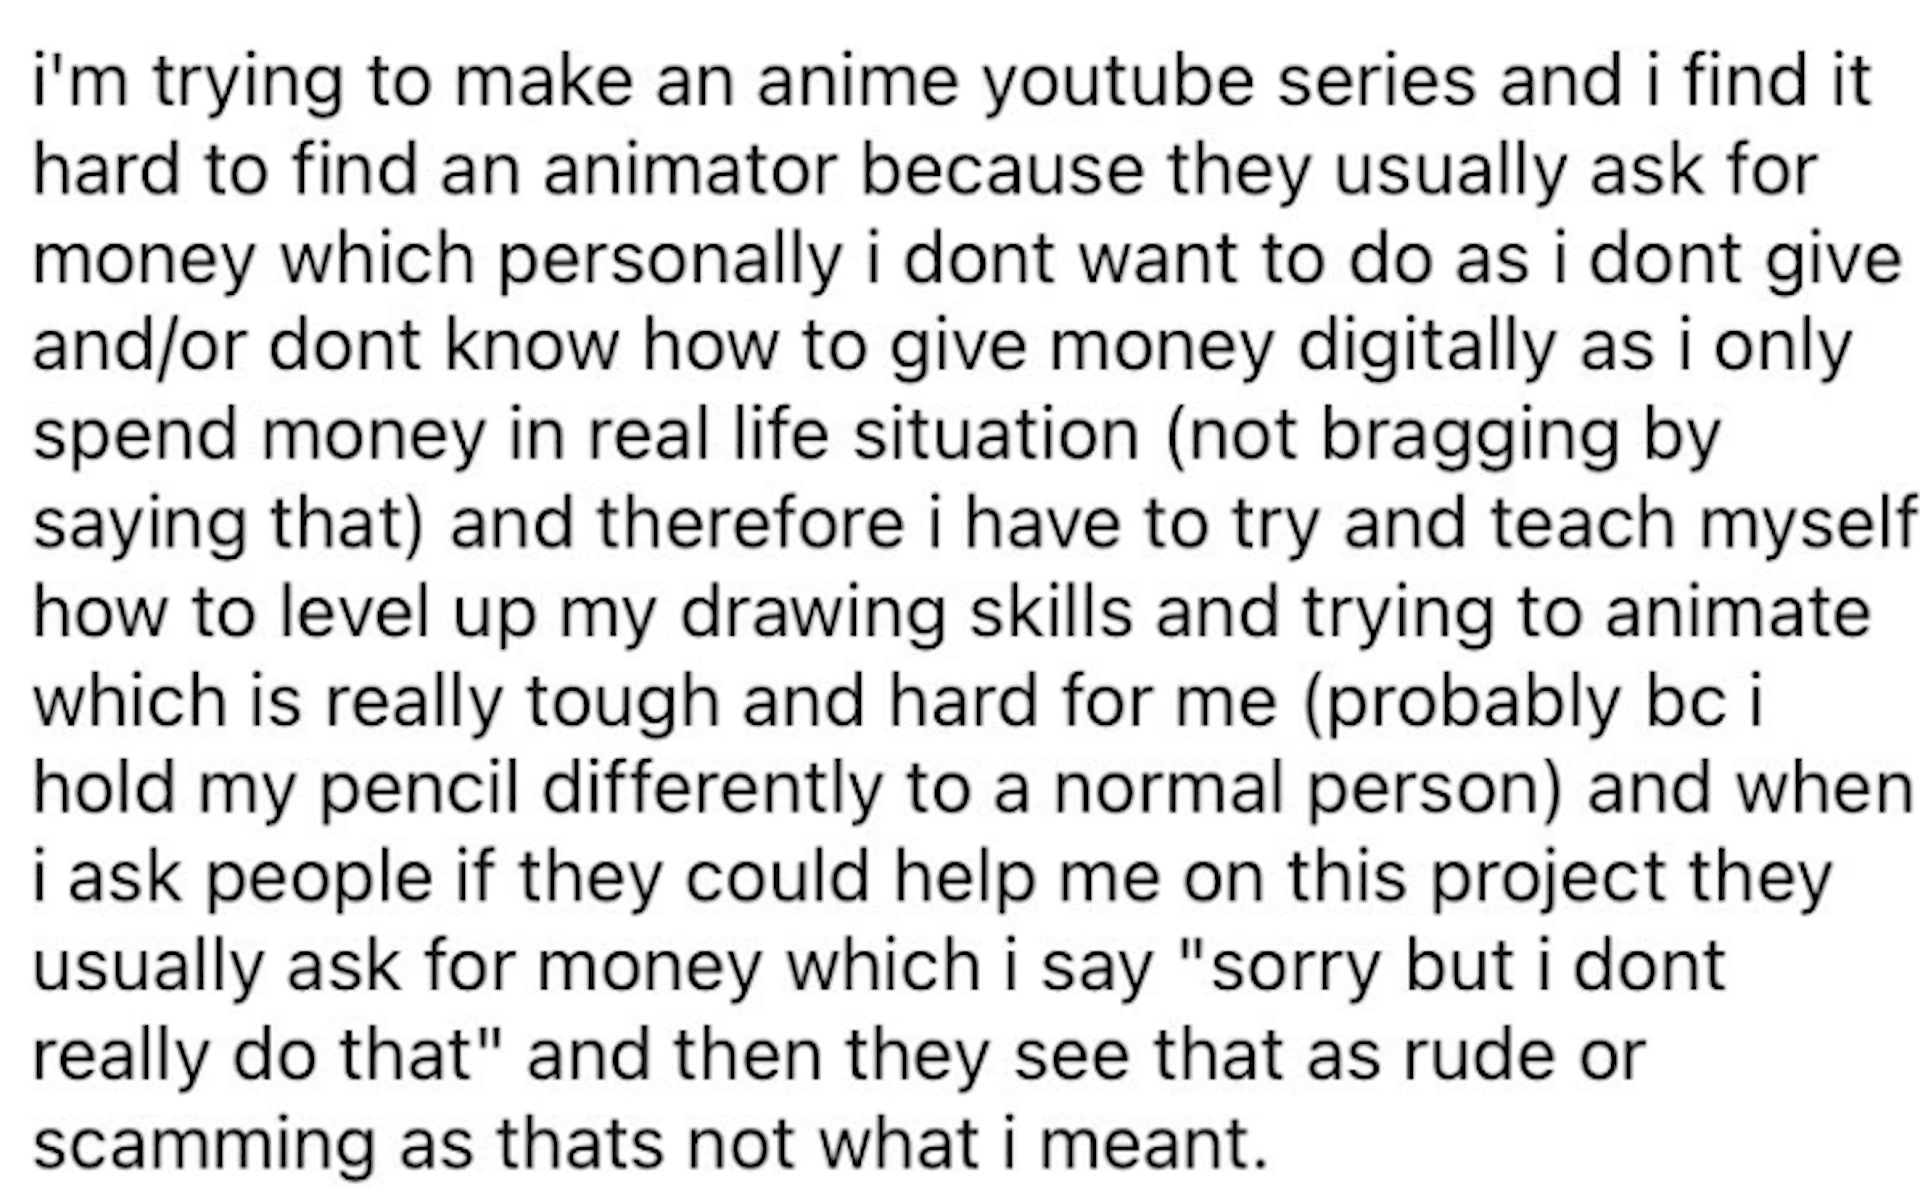 i'm trying to make an anime youtube series and i find it
hard to find an animator because they usually ask for
money which personally i dont want to do as i dont give
and/or dont know how to give money digitally as i only
spend money in real life situation (not bragging by
saying that) and therefore i have to try and teach myself
how to level up my drawing skills and trying to animate
which is really tough and hard for me (probably bc i
hold my pencil differently to a normal person) and when
i ask people if they could help me on this project they
usually ask for money which i say "sorry but i dont
really do that" and then they see that as rude or
scamming as thats not what i meant.